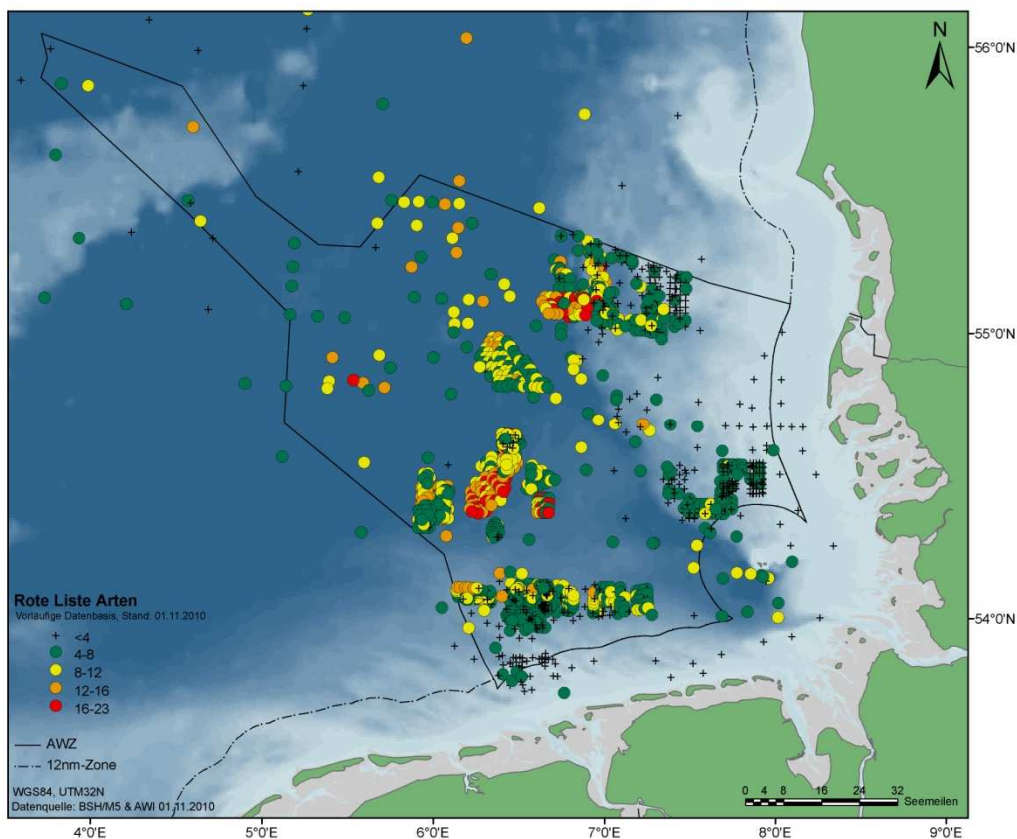 N
56°0'N
55°0'N
54°0'N
Rote Liste Arten
Vorläufige Datenbasis, Stand: 01.11.2010
<4
4-8
8-12
12-16
16-23
AWZ
12nm-Zone
WGS84, UTM32N
Datenquelle: BSH/M5 & AWI 01.11.2010
0 4 8 16 24 32
Seemeilen
4°0'E 5°0'E 6°0'E 7°0'E 8°0'E 9°0'E